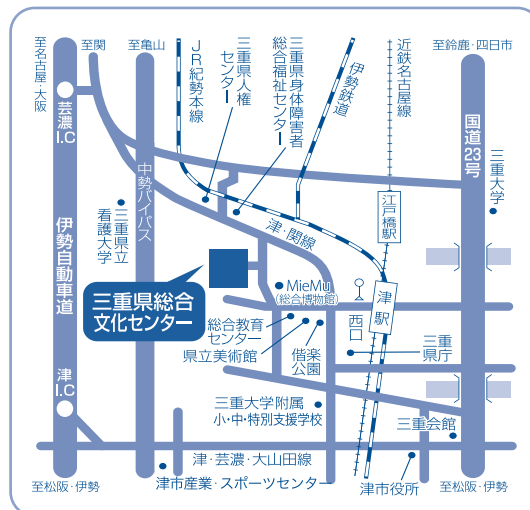 至名古屋・大阪
至関
至亀山
JR紀勢本線
三重県人権
センター
三重県身体障害者
総合福祉センター
伊勢鉄道
近鉄名古屋線
至鈴鹿・四日市
芸濃
I.C
国道23号
三重大学
中勢バイパス
三重県立
看護大学
江戸橋駅
津・関線
伊勢自動車道
三重県総合
文化センター
MieMu
(総合博物館)
津駅
西口
総合教育
センター
県立美術館
偕楽
公園
三重
県庁
津
I.C
三重大学附属
小・中・特別支援学校
三重会館
津・芸濃・大山田線
津市産業・スポーツセンター
津市役所
至松阪・伊勢
至松阪・伊勢